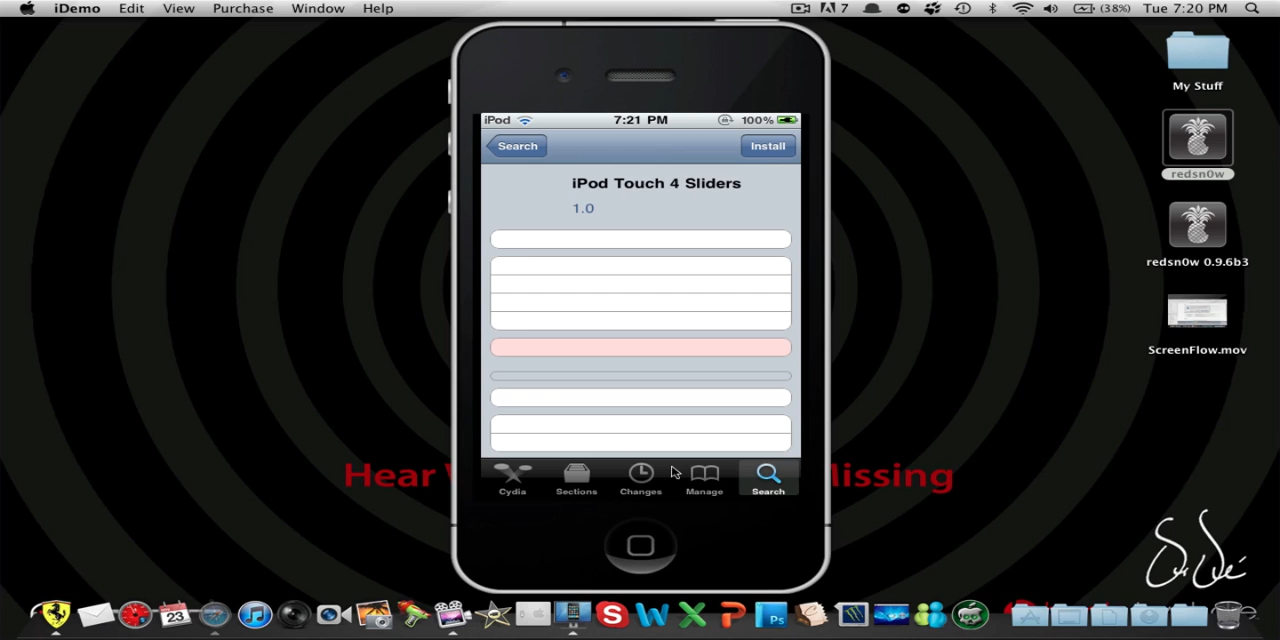 iDemo Edit View Purchase Window Help 7 (38%) Tue 7:20 PM
My Stuff
redsn0w
redsn0w 0.9.6b3
ScreenFlow.mov
iPod 7:21 PM 100%
Search Install
iPod Touch 4 Sliders
1.0
Cydia Sections Changes Manage Search
Hear issing
23
Ps